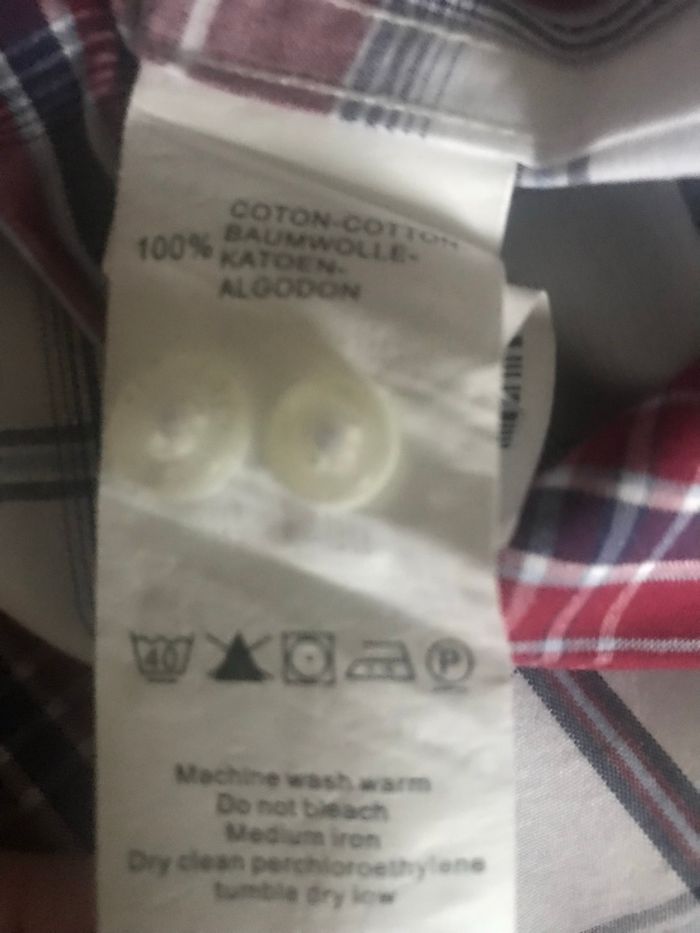 COTON-COTTON
100% BAUMWOLLE-
KATOEN-
ALGODON
40
P
Machine wash warm
Do not bleach
Medium iron
Dry clean perchloroethylene
tumble dry low